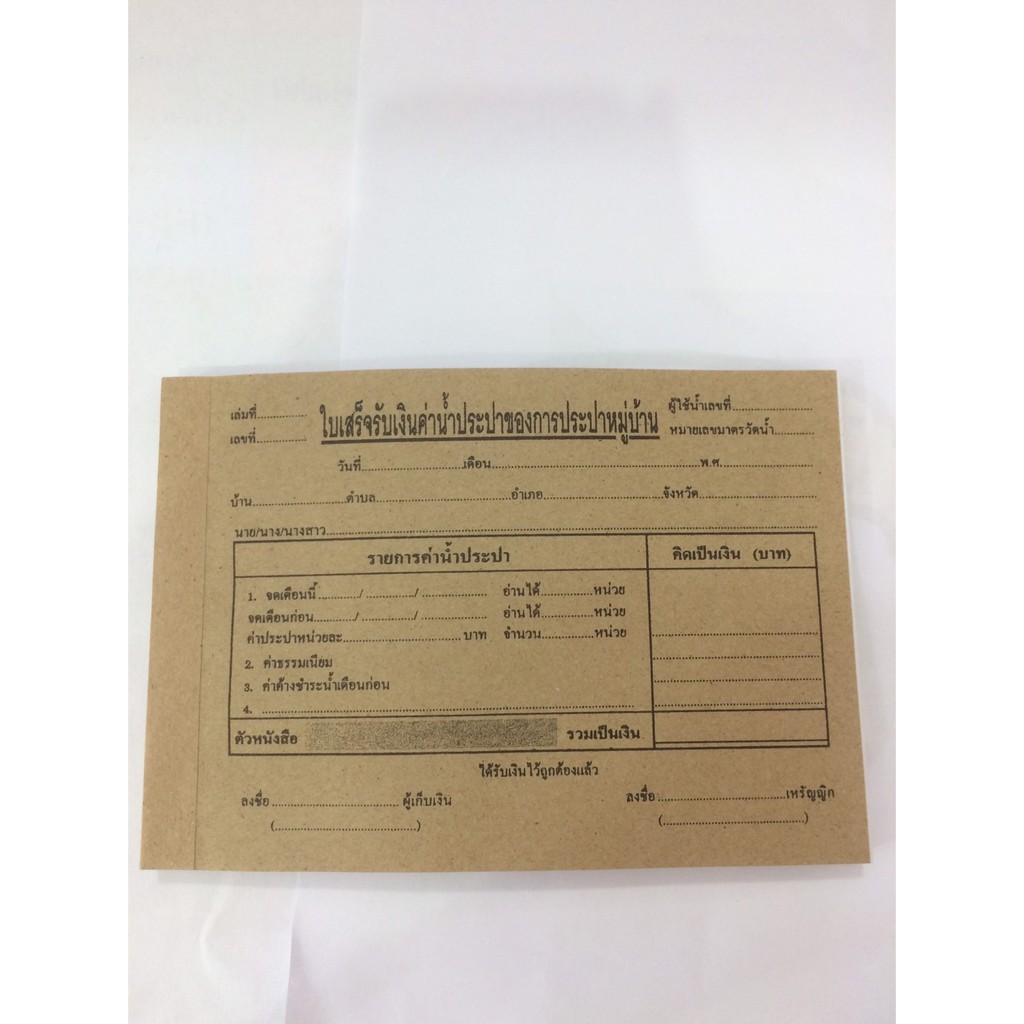 เล่มที่............ ใบเสร็จรับเงินค่าน้ำประปาของการประปาหมู่บ้าน ผู้ใช้น้ำเลขที่....................
เลขที่............ หมายเลขมาตรวัดน้ำ..........
วันที่..........................เดือน.....................................................พ.ศ........................
บ้าน........................ตำบล..................................อำเภอ..............................จังหวัด..............................
นาย/นาง/นางสาว..............................................................................................................
รายการค่าน้ำประปา คิดเป็นเงิน (บาท)
1. จดเดือนนี้........../............../.................. อ่านได้..............หน่วย
จดเดือนก่อน........../............../.................. อ่านได้..............หน่วย
ค่าประปาหน่วยละ..............................บาท จำนวน..............หน่วย
2. ค่าธรรมเนียม
3. ค่าค้างชำระน้ำเดือนก่อน
4. ..............................................................................................
ตัวหนังสือ รวมเป็นเงิน
ได้รับเงินไว้ถูกต้องแล้ว
ลงชื่อ................................ผู้เก็บเงิน ลงชื่อ................................เหรัญญิก
(....................................) (....................................)